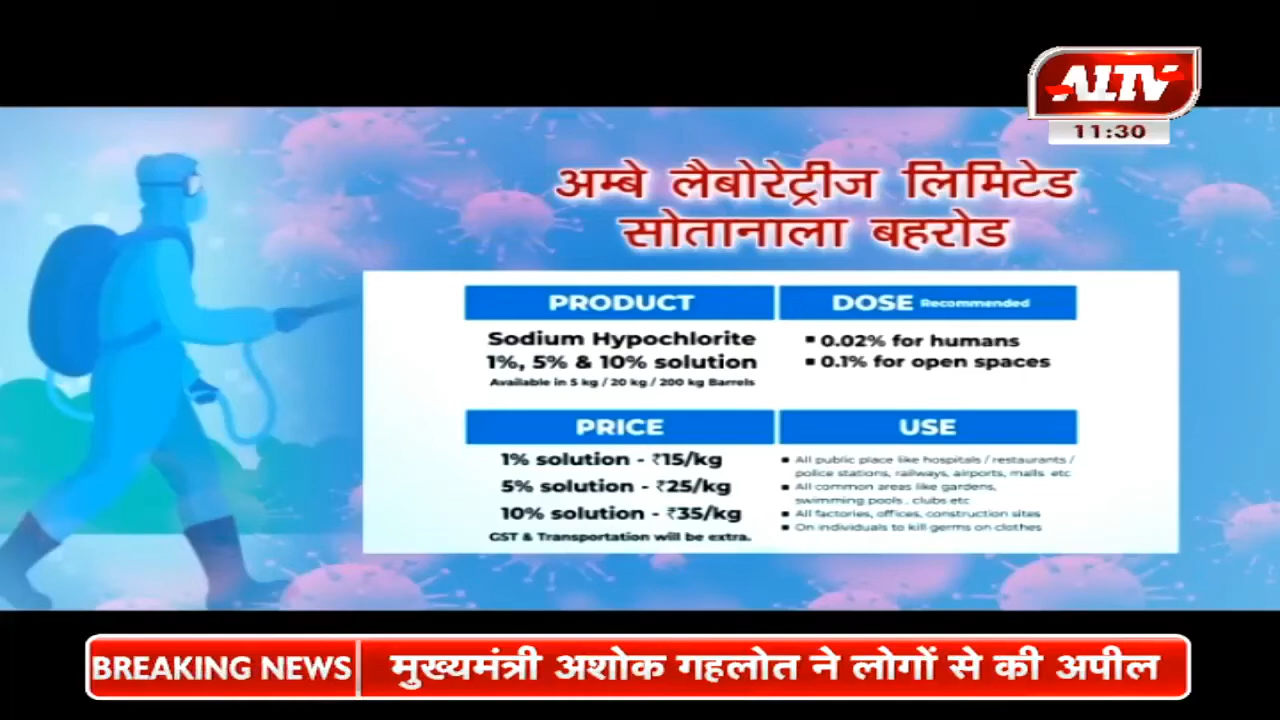 ALTV
11:30
अम्बे लैबोरेट्रीज लिमिटेड
सोतानाला बहरोड
PRODUCT
Sodium Hypochlorite
1%, 5% & 10% solution
Available in 5 kg / 20 kg / 200 kg Barrels
DOSE Recommended
▪ 0.02% for humans
▪ 0.1% for open spaces
PRICE
1% solution - ₹15/kg
5% solution - ₹25/kg
10% solution - ₹35/kg
GST & Transportation will be extra.
USE
▪ All public place like hospitals / restaurants /
police stations, railways, airports, malls etc
▪ All common areas like gardens,
swimming pools , clubs etc
▪ All factories, offices, construction sites
▪ On individuals to kill germs on clothes
BREAKING NEWS
मुख्यमंत्री अशोक गहलोत ने लोगों से की अपील